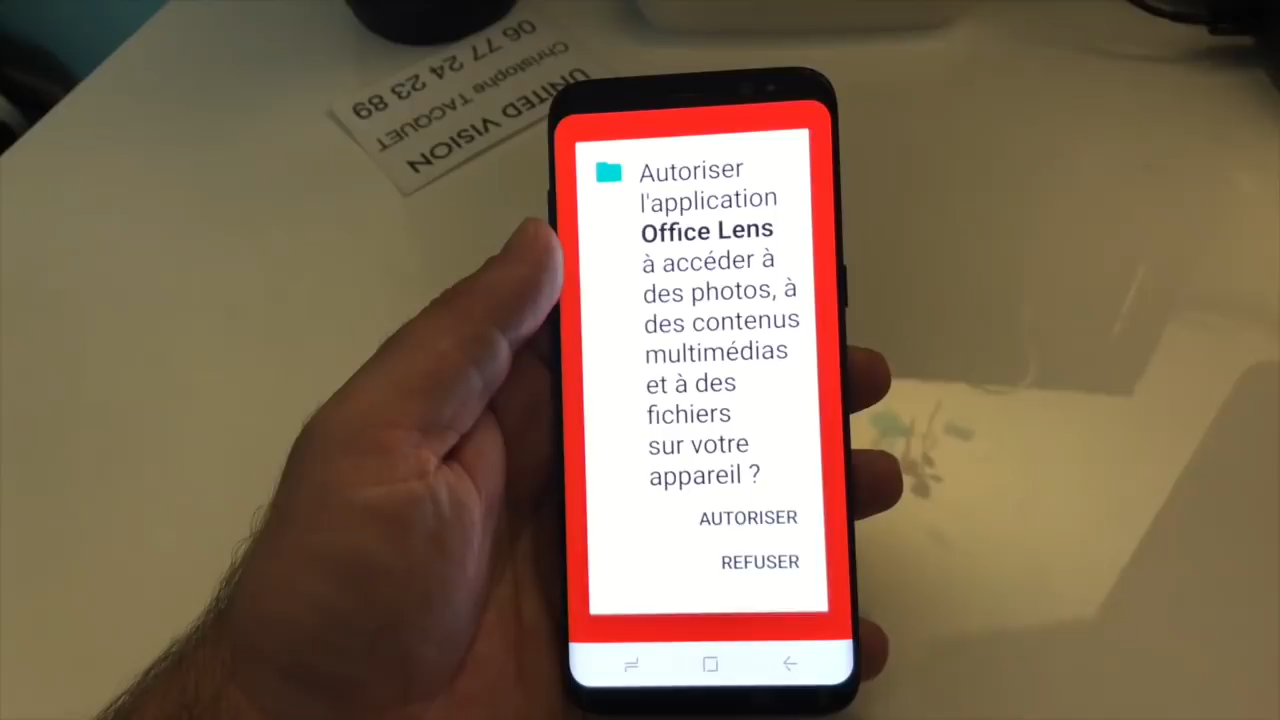 UNITED VISION
Christophe TACQUET
06 77 24 23 89
Autoriser
l'application
Office Lens
à accéder à
des photos, à
des contenus
multimédias
et à des
fichiers
sur votre
appareil ?
AUTORISER
REFUSER